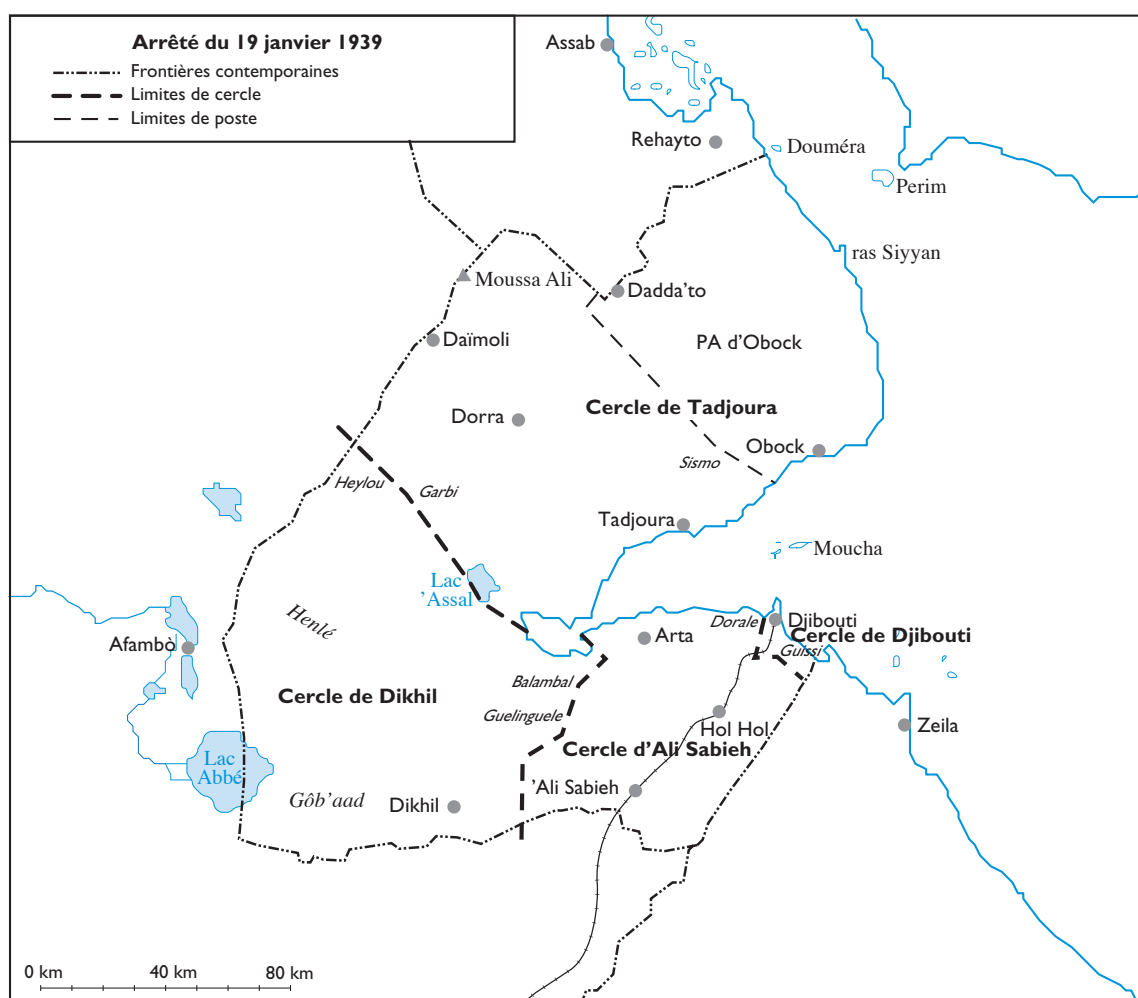 Arrêté du 19 janvier 1939
Frontières contemporaines
Limites de cercle
Limites de poste
Assab
Rehayto
Douméra
Perim
ras Siyyan
Moussa Ali
Dadda’to
Daïmoli
PA d’Obock
Cercle de Tadjoura
Dorra
Obock
Sismo
Heylou
Garbi
Tadjoura
Moucha
Lac
’Assal
Henlé
Dorale
Djibouti
Cercle de Djibouti
Arta
Guissi
Afambò
Balambal
Cercle de Dikhil
Guelinguele
Hol Hol
Zeila
Cercle d’Ali Sabieh
Lac
Abbé
’Ali Sabieh
Gôb’aad
Dikhil
0 km 40 km 80 km